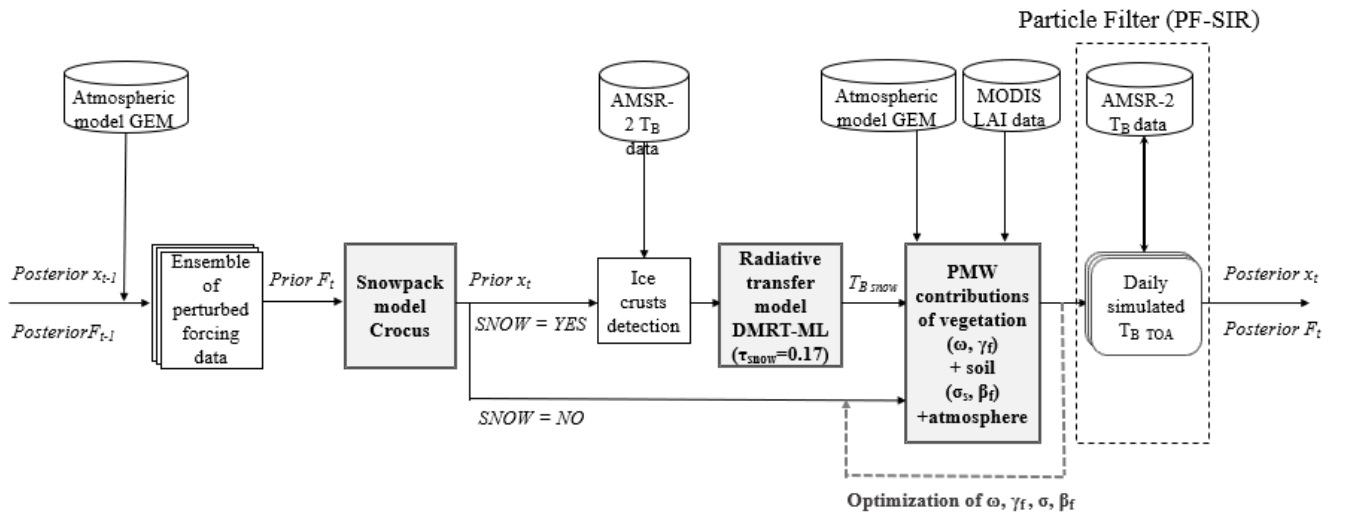 Particle Filter (PF-SIR)
Atmospheric
model GEM
AMSR-
2 TB
data
Atmospheric
model GEM
MODIS
LAI data
AMSR-2
TB data
Posterior xt-1
PosteriorFt-1
Ensemble
of
perturbed
forcing
data
Prior Ft
Snowpack
model
Crocus
Prior xt
SNOW = YES
SNOW = NO
Ice
crusts
detection
Radiative
transfer
model
DMRT-ML
(τsnow=0.17)
TB snow
PMW
contributions
of vegetation
(ω, γf)
+ soil
(σs, βf)
+atmosphere
Daily
simulated
TB TOA
Posterior xt
Posterior Ft
Optimization of ω, γf, σ, βf